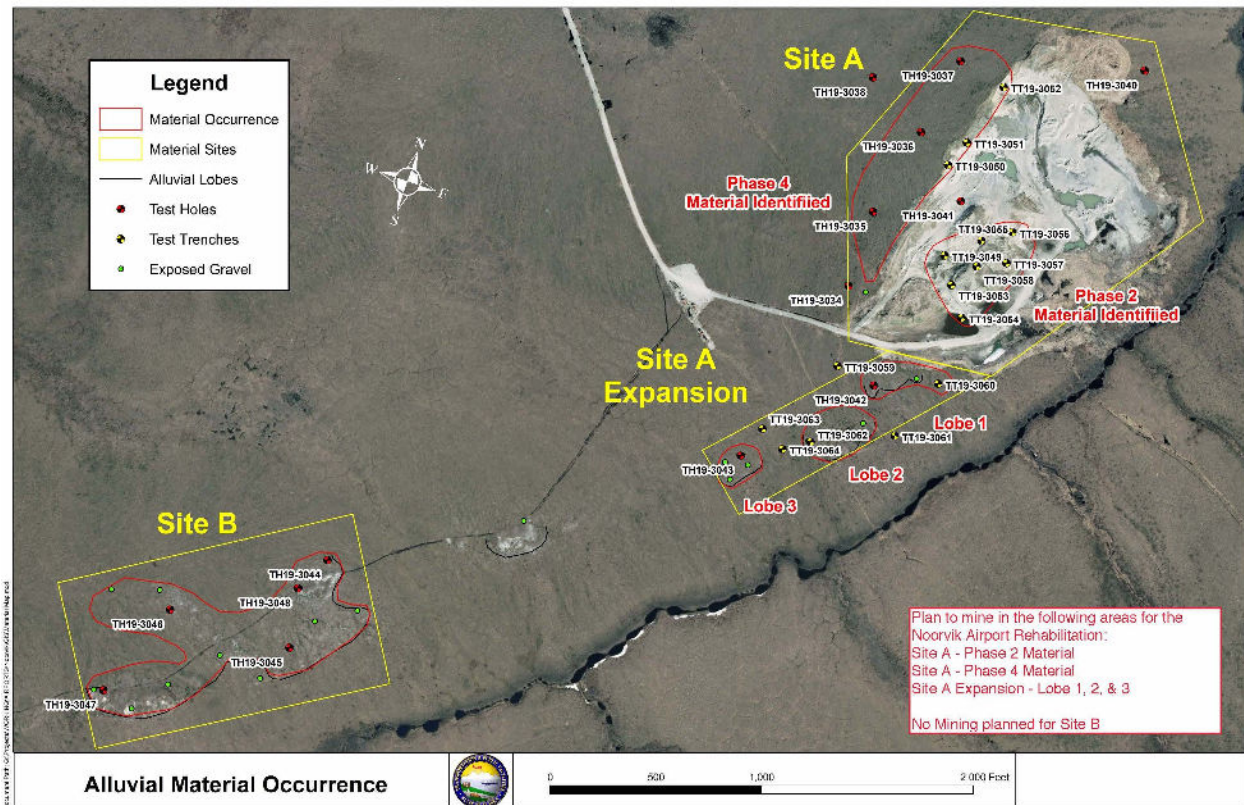 Legend
Material Occurrence
Material Sites
Alluvial Lobes
Test Holes
Test Trenches
Exposed Gravel
N
W
E
S
Site A
TH19-3037
TH19-3038
TT19-3052
TH19-3040
TH19-3036
TT19-3051
TT19-3050
Phase 4
Material Identifiied
TH19-3041
TH19-3035
TT19-3055
TT19-3056
TT19-3049
TT19-3057
TT19-3058
TH19-3034
TT19-3053
TT19-3054
Phase 2
Material Identifiied
Site A
Expansion
TT19-3059
TH19-3042
TT19-3060
Lobe 1
TT19-3063
TT19-3062
TT19-3061
TT19-3064
TH19-3043
Lobe 2
Lobe 3
Site B
TH19-3044
TH19-3048
TH19-3046
TH19-3045
TH19-3047
Plan to mine in the following areas for the
Noorvik Airport Rehabilitation:
Site A - Phase 2 Material
Site A - Phase 4 Material
Site A Expansion - Lobe 1, 2, & 3
No Mining planned for Site B
Alluvial Material Occurrence
0 500 1,000 2,000 Feet